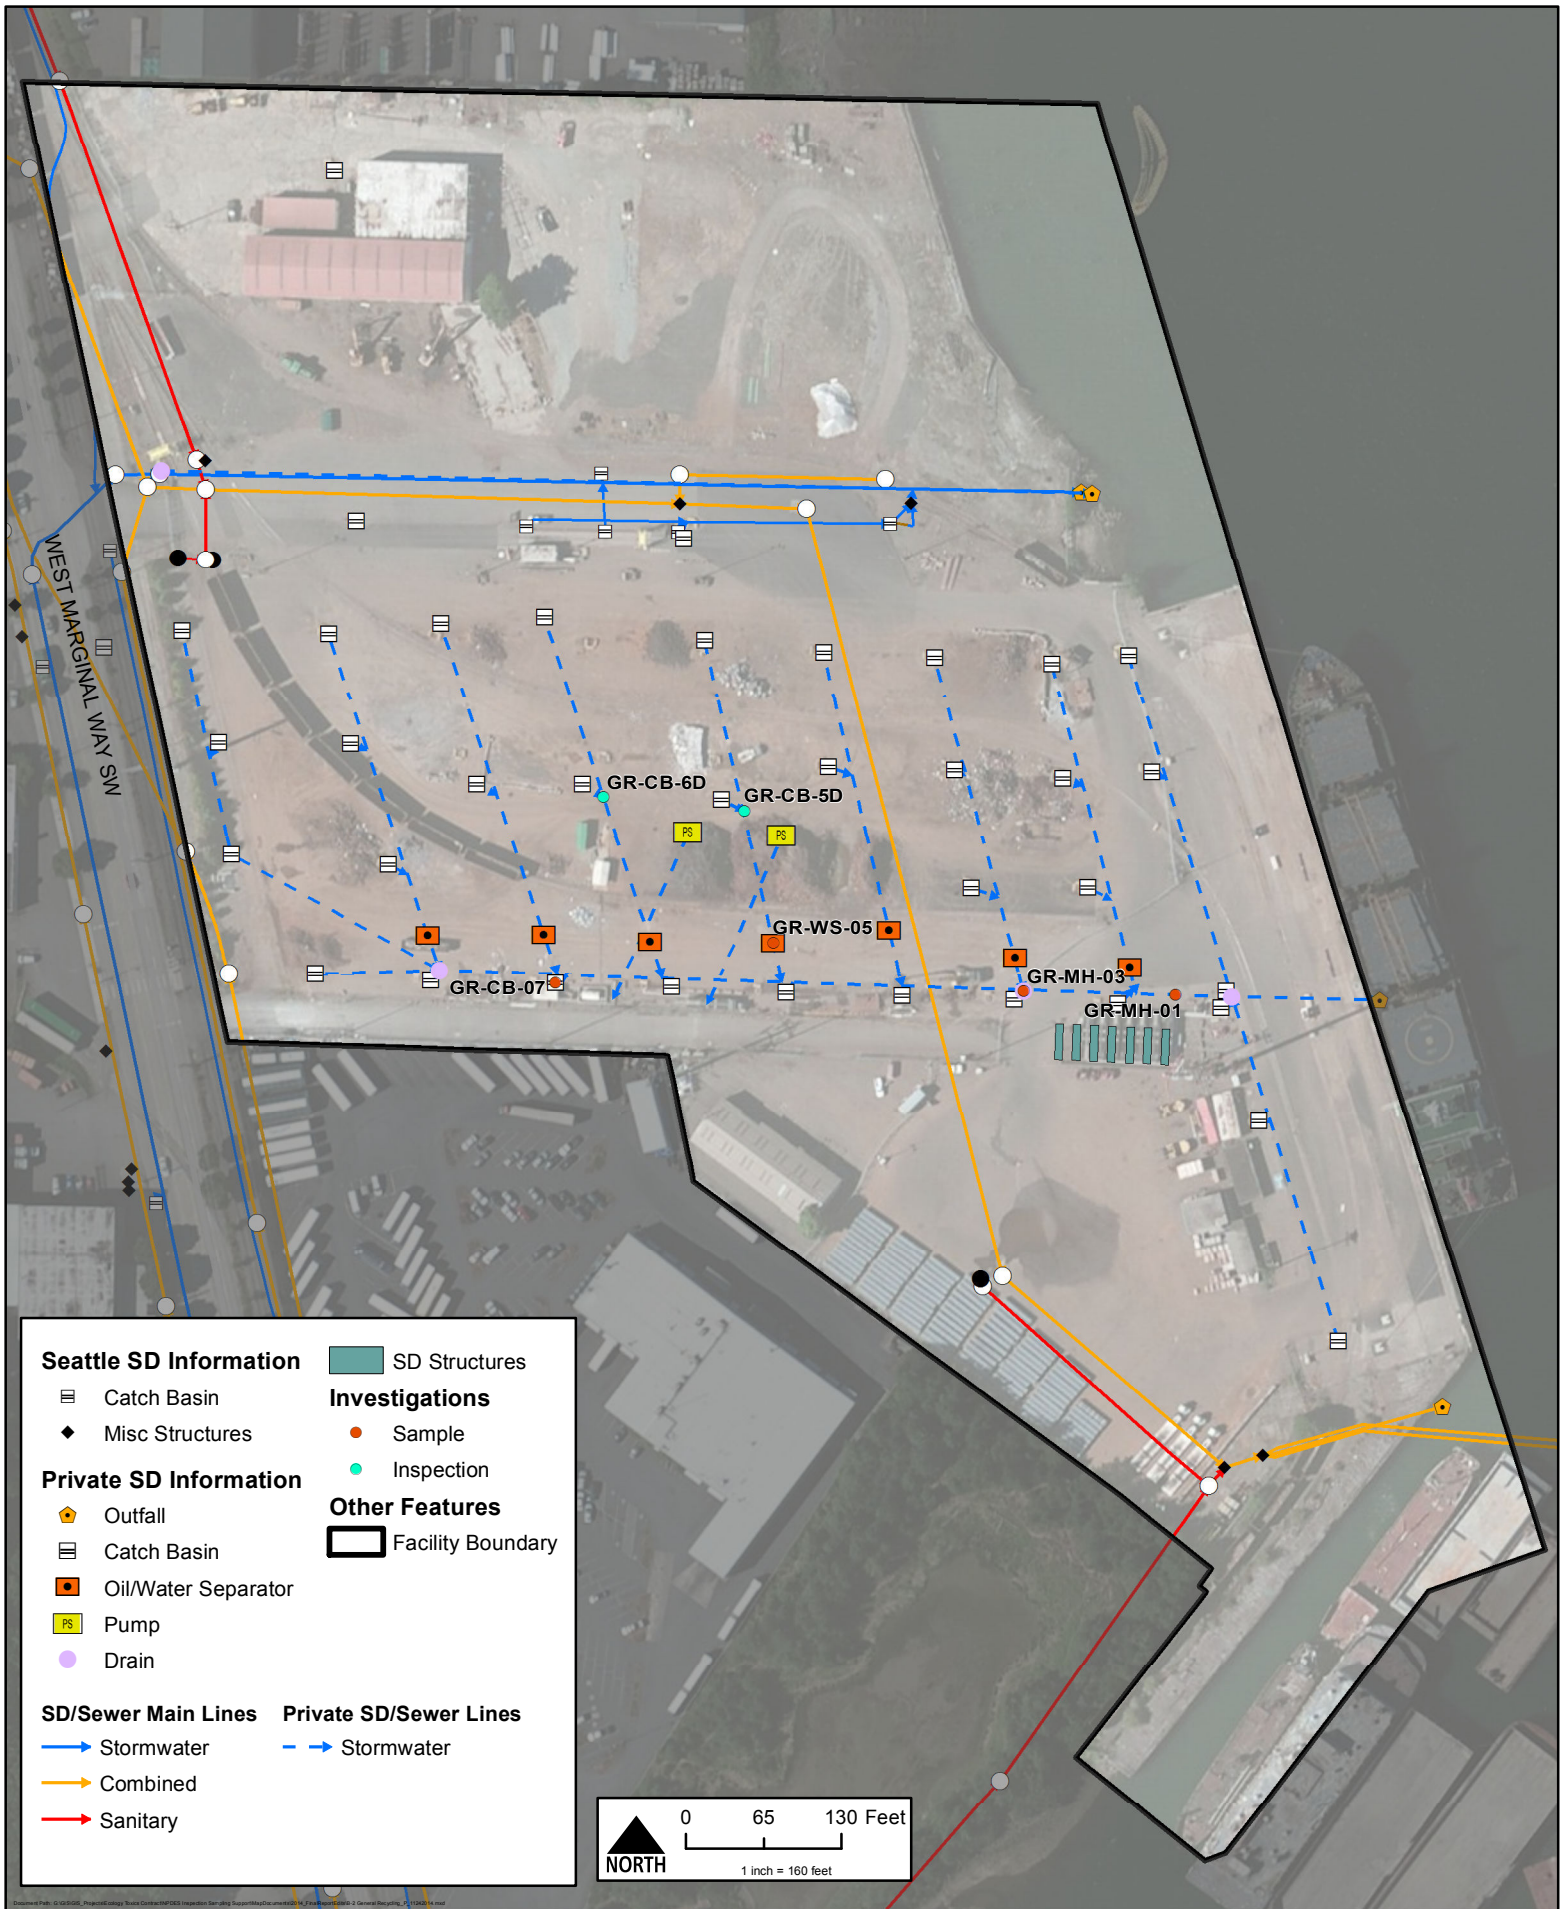 GR-CB-6D
GR-CB-5D
PS
PS
GR-WS-05
GR-MH-03
GR-CB-07
GR-MH-01
WEST MARGINAL WAY SW
Seattle SD Information
Catch Basin
Misc Structures
Private SD Information
Outfall
Catch Basin
Oil/Water Separator
PS Pump
Drain
SD Structures
Investigations
Sample
Inspection
Other Features
Facility Boundary
SD/Sewer Main Lines
Stormwater
Combined
Sanitary
Private SD/Sewer Lines
Stormwater
NORTH
0 65 130 Feet
1 inch = 160 feet